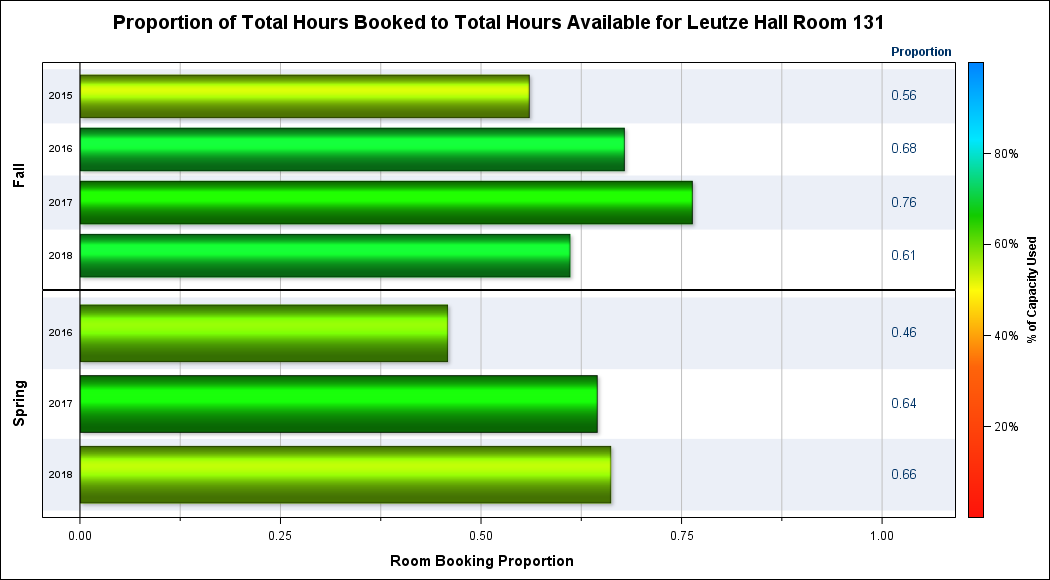 Proportion of Total Hours Booked to Total Hours Available for Leutze Hall Room 131
Proportion
Fall
2015 0.56
2016 0.68
2017 0.76
2018 0.61
Spring
2016 0.46
2017 0.64
2018 0.66
0.00 0.25 0.50 0.75 1.00
Room Booking Proportion
80%
60%
40%
20%
% of Capacity Used